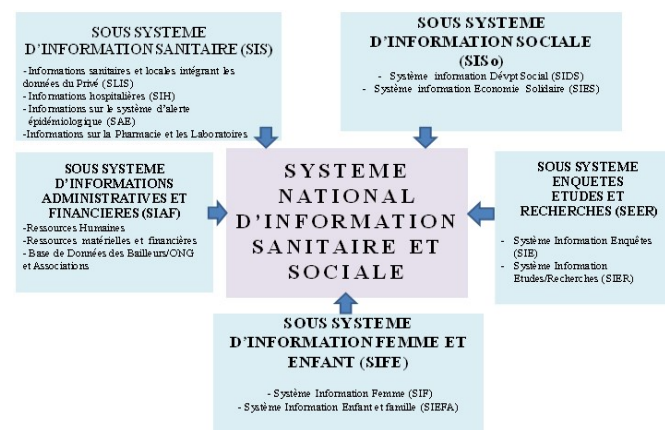 SOUS SYSTEME
D'INFORMATION SANITAIRE (SIS)
-Informations sanitaires et locales intégrant les
données du Privé (SLIS)
-Informations hospitalières (SIH)
-Informations sur le système d'alerte
épidémiologique (SAE)
-Informations sur la Pharmacie et les Laboratoires
SOUS SYSTEME
D'INFORMATION SOCIALE
(SISo)
- Système information Dévpt Social (SIDS)
- Système information Economie Solidaire (SIES)
SOUS SYSTEME
D'INFORMATIONS
ADMINISTRATIVES ET
FINANCIERES (SIAF)
-Ressources Humaines
-Ressources matérielles et financières
- Base de Données des Bailleurs/ONG
et Associations
SYSTEME
NATIONAL
D'INFORMATION
SANITAIRE ET
SOCIALE
SOUS SYSTEME
ENQUETES
ETUDES ET
RECHERCHES (SEER)
- Système Information Enquêtes
(SIE)
- Système Information
Etudes/Recherches (SIER)
SOUS SYSTEME
D'INFORMATION FEMME ET
ENFANT (SIFE)
- Système Information Femme (SIF)
- Système Information Enfant et famille (SIEFA)